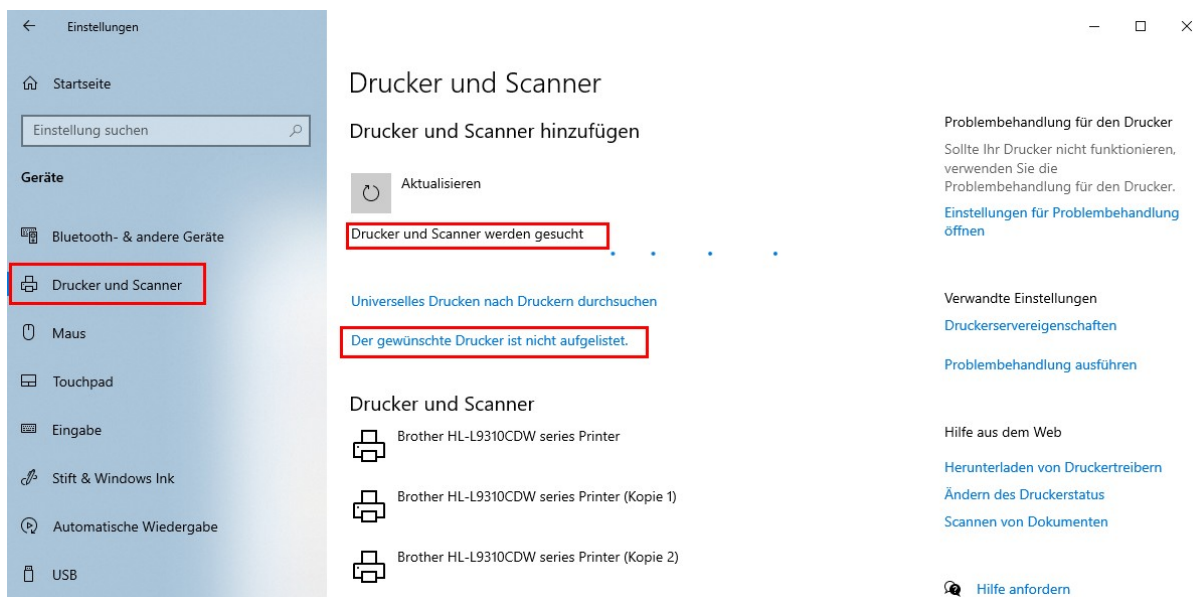 Einstellungen
Startseite
Einstellung suchen
Geräte
Bluetooth- & andere Geräte
Drucker und Scanner
Maus
Touchpad
Eingabe
Stift & Windows Ink
Automatische Wiedergabe
USB
Drucker und Scanner
Drucker und Scanner hinzufügen
Aktualisieren
Drucker und Scanner werden gesucht
Universelles Drucken nach Druckern durchsuchen
Der gewünschte Drucker ist nicht aufgelistet.
Drucker und Scanner
Brother HL-L9310CDW series Printer
Brother HL-L9310CDW series Printer (Kopie 1)
Brother HL-L9310CDW series Printer (Kopie 2)
Problembehandlung für den Drucker
Sollte Ihr Drucker nicht funktionieren,
verwenden Sie die
Problembehandlung für den Drucker.
Einstellungen für Problembehandlung
öffnen
Verwandte Einstellungen
Druckerservereigenschaften
Problembehandlung ausführen
Hilfe aus dem Web
Herunterladen von Druckertreibern
Ändern des Druckerstatus
Scannen von Dokumenten
Hilfe anfordern